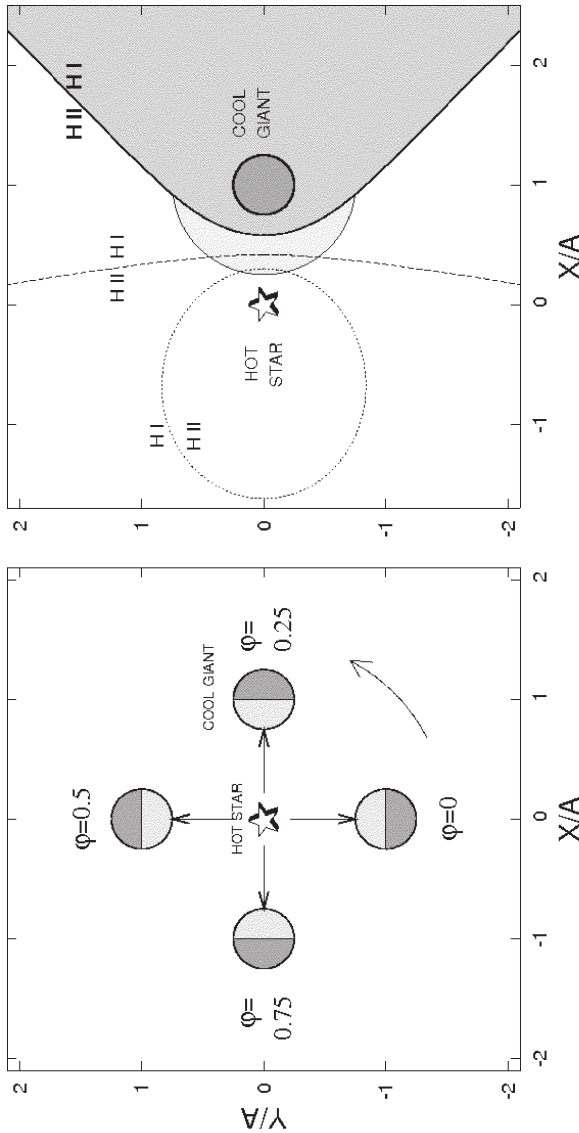 Y/A
2
1
0
-1
-2
φ=0.5
HOT STAR
COOL GIANT
φ=
0.75
φ=
0.25
φ=0
-2
-1
0
1
2
X/A
2
1
0
-1
-2
H II H I
H II H I
H I
H II
HOT
STAR
COOL
GIANT
-1
0
1
2
X/A